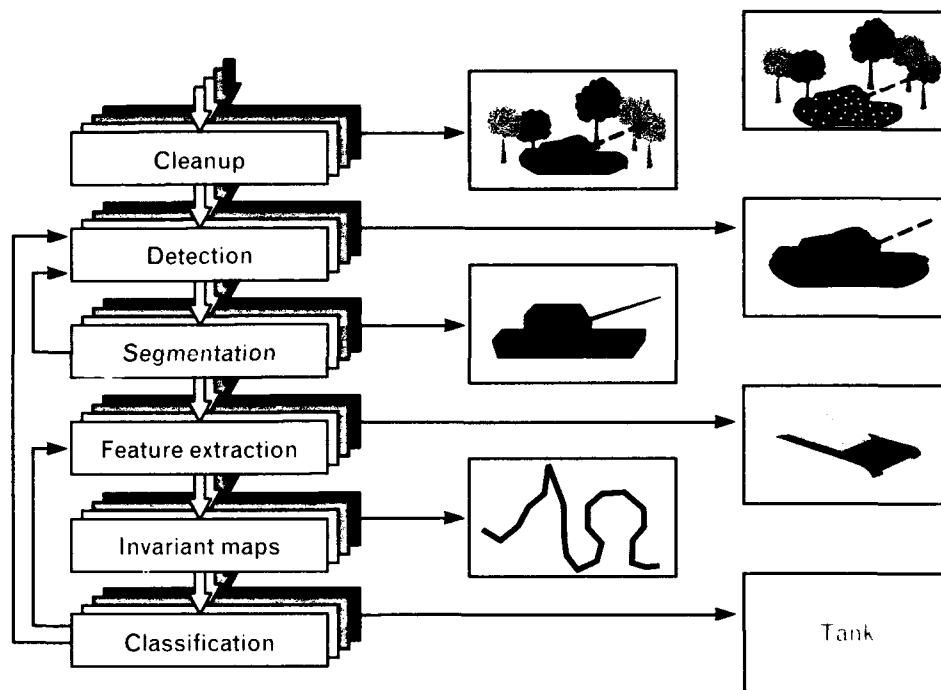 Cleanup
Detection
Segmentation
Feature extraction
Invariant maps
Classification
Tank